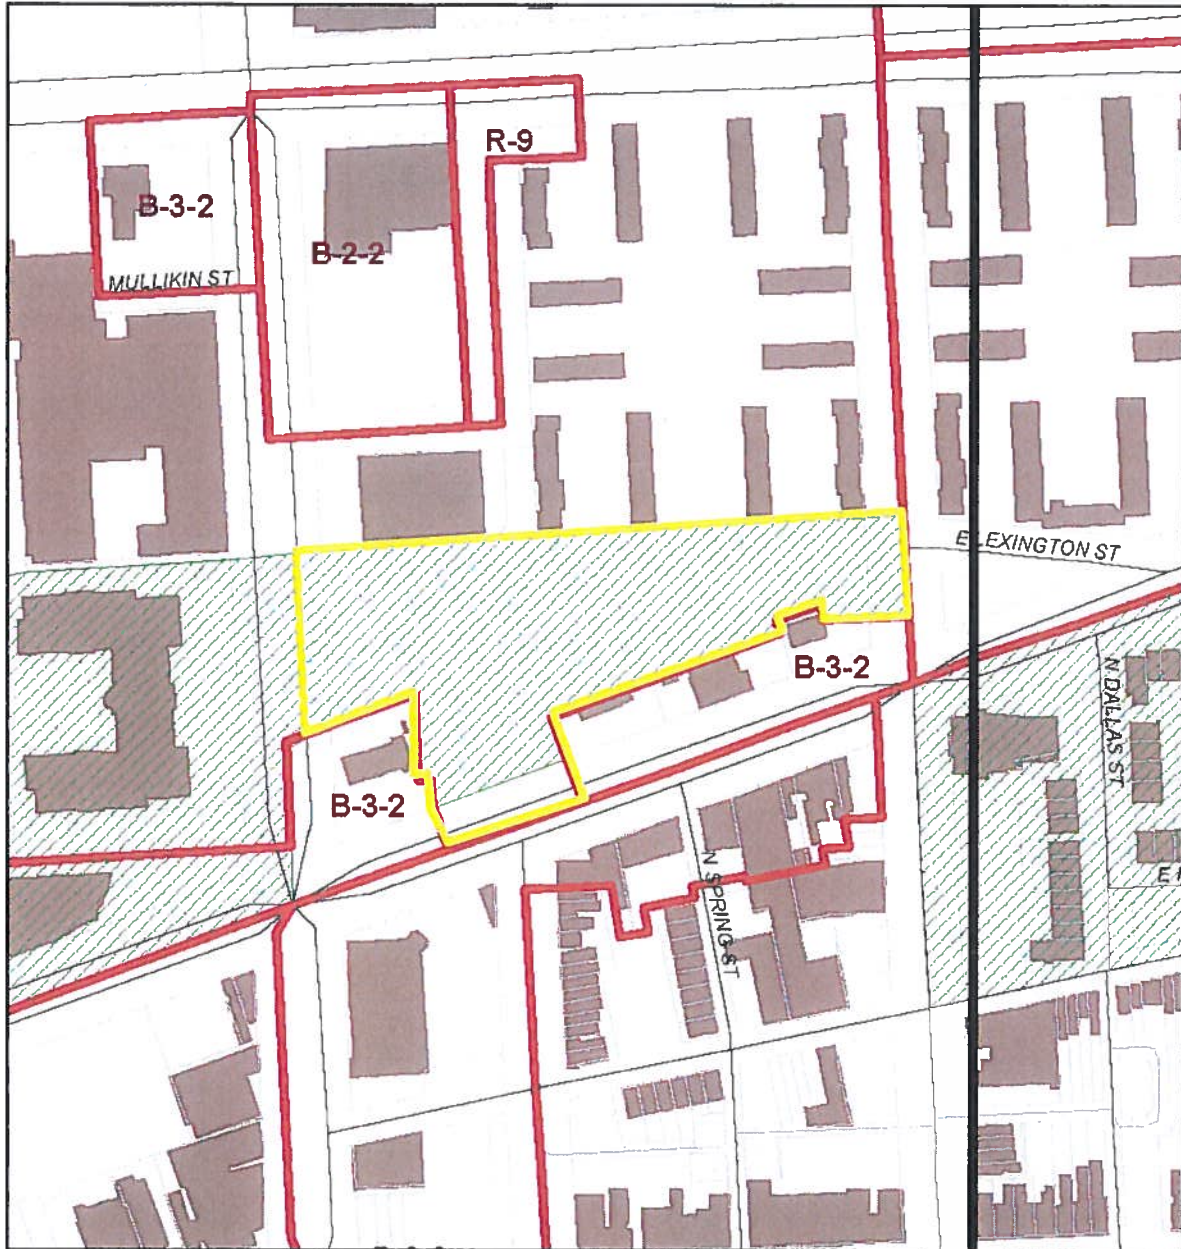 R-9
B-3-2
B-2-2
MULLIKIN ST
E LEXINGTON ST
B-3-2
N DALLAS ST
B-3-2
N SPRING ST